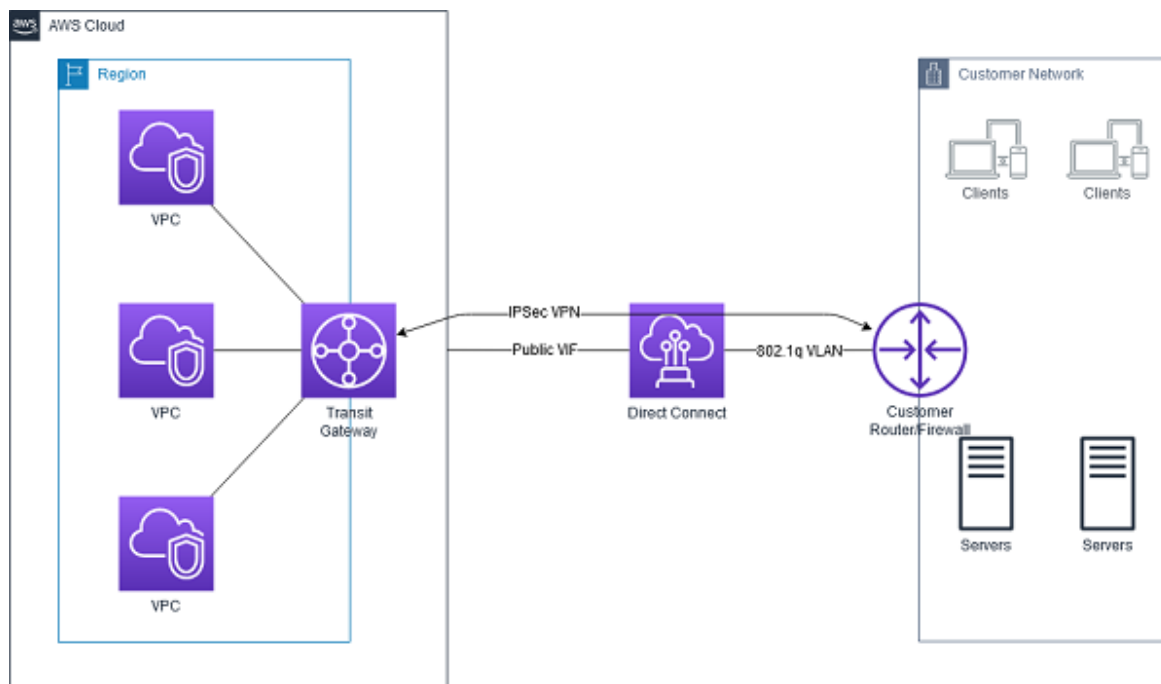 aws
AWS Cloud
Region
Customer Network
VPC
Clients
Clients
IPSec VPN
VPC
Transit
Gateway
Public VIF
Direct Connect
802.1q VLAN
Customer
Router/Firewall
VPC
Servers
Servers